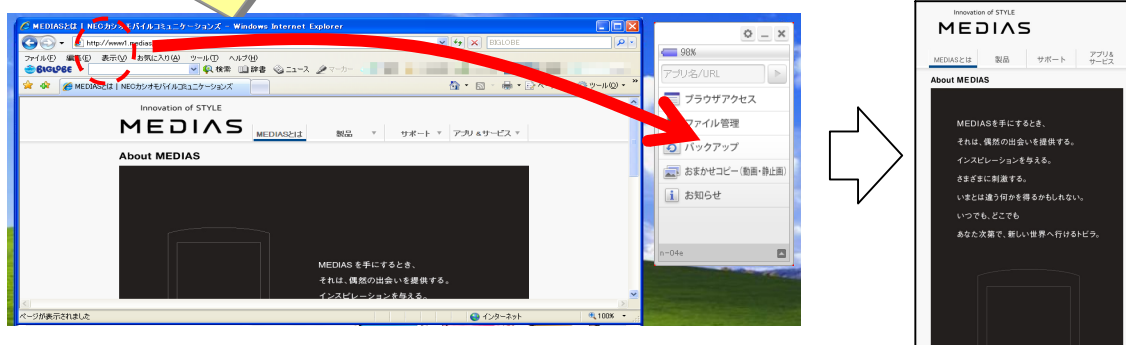 MEDIASとは | NECカシオモバイルコミュニケーションズ - Windows Internet Explorer
http://www1.medias
BIGLOBE
ファイル(F) 編集(E) 表示(V) お気に入り(A) ツール(T) ヘルプ(H)
BIGLOBE
検索 辞書 ニュース マーカー
MEDIASとは | NECカシオモバイルコミュニケーションズ
ツール(O)
Innovation of STYLE
MEDIAS
MEDIASとは 製品 サポート アプリ & サービス
About MEDIAS
MEDIAS を手にするとき、
それは、偶然の出会いを提供する。
インスピレーションを与える。
ページが表示されました
インターネット
100%
98%
アプリ名/URL
ブラウザアクセス
ファイル管理
バックアップ
おまかせコピー(動画・静止画)
お知らせ
n-04e
Innovation of STYLE
MEDIAS
MEDIASとは 製品 サポート アプリ&
サービス
About MEDIAS
MEDIASを手にするとき、
それは、偶然の出会いを提供する。
インスピレーションを与える。
さまざまに刺激する。
いまとは違う何かを得るかもしれない。
いつでも、どこでも
あなた次第で、新しい世界へ行けるトビラ。